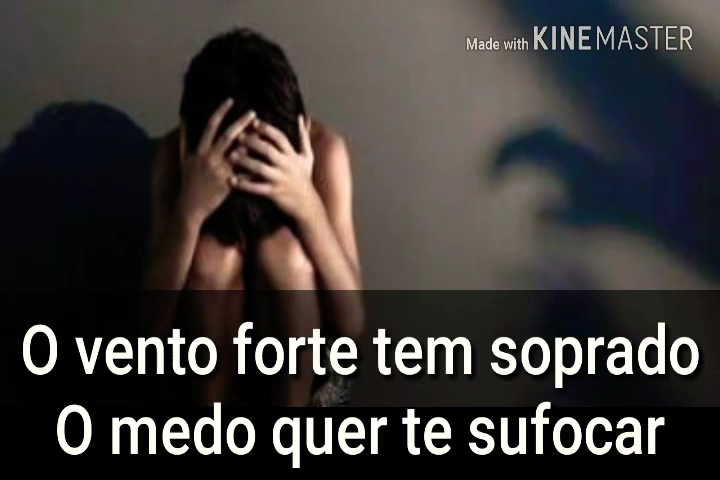 Made with KINEMASTER
O vento forte tem soprado
O medo quer te sufocar